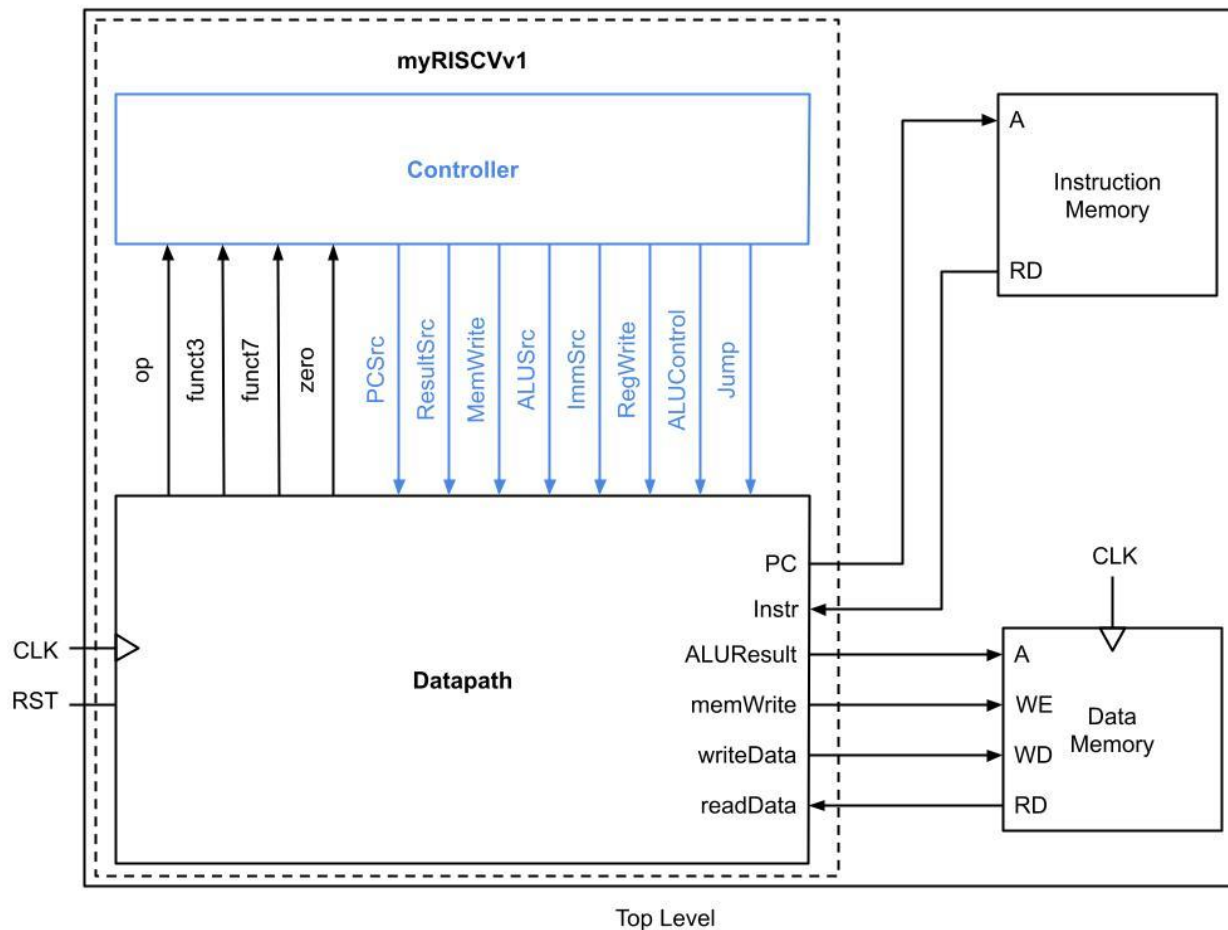 myRISCVv1
Controller
op
funct3
funct7
zero
PCSrc
ResultSrc
MemWrite
ALUSrc
ImmSrc
RegWrite
ALUControl
Jump
A
Instruction
Memory
RD
CLK
RST
Datapath
PC
Instr
ALUResult
memWrite
writeData
readData
CLK
A
WE
Data
Memory
WD
RD
Top Level